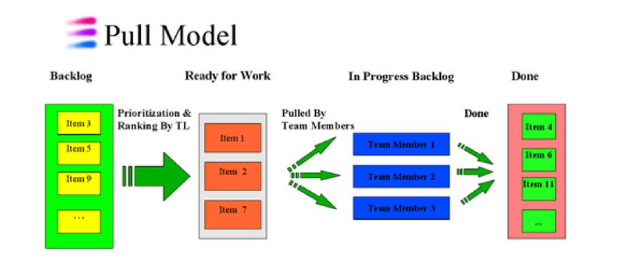 Pull Model
Backlog
Ready for Work
In Progress Backlog
Done
Prioritization &
Ranking By TL
Pulled By
Team Members
Done
Item 3
Item 5
Item 9
...
Item 1
Item 2
Item 7
Team Member 1
Team Member 2
Team Member 3
Item 4
Item 6
Item 11
...